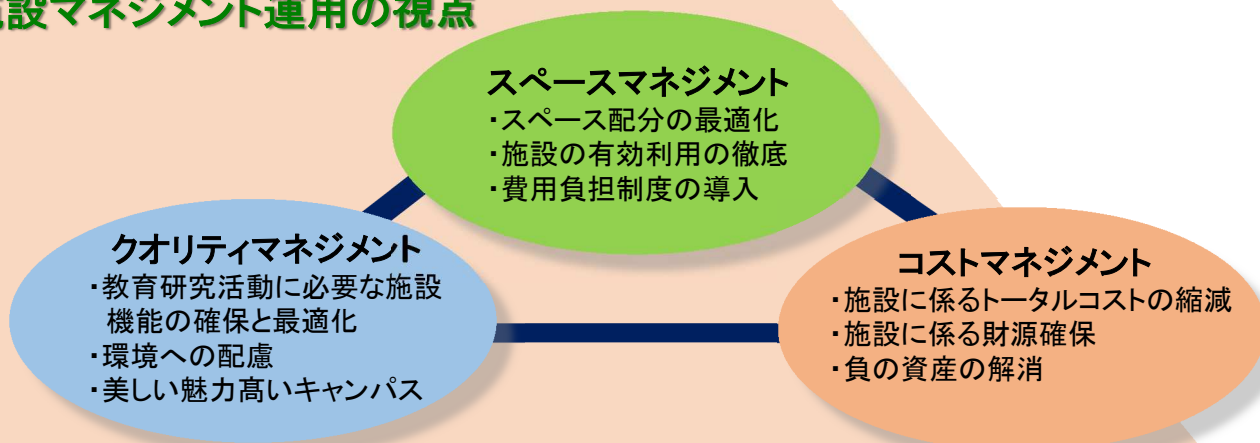 設マネジメント運用の視点
スペースマネジメント
・スペース配分の最適化
・施設の有効利用の徹底
・費用負担制度の導入
クオリティマネジメント
・教育研究活動に必要な施設
機能の確保と最適化
・環境への配慮
・美しい魅力髙いキャンパス
コストマネジメント
・施設に係るトータルコストの縮減
・施設に係る財源確保
・負の資産の解消